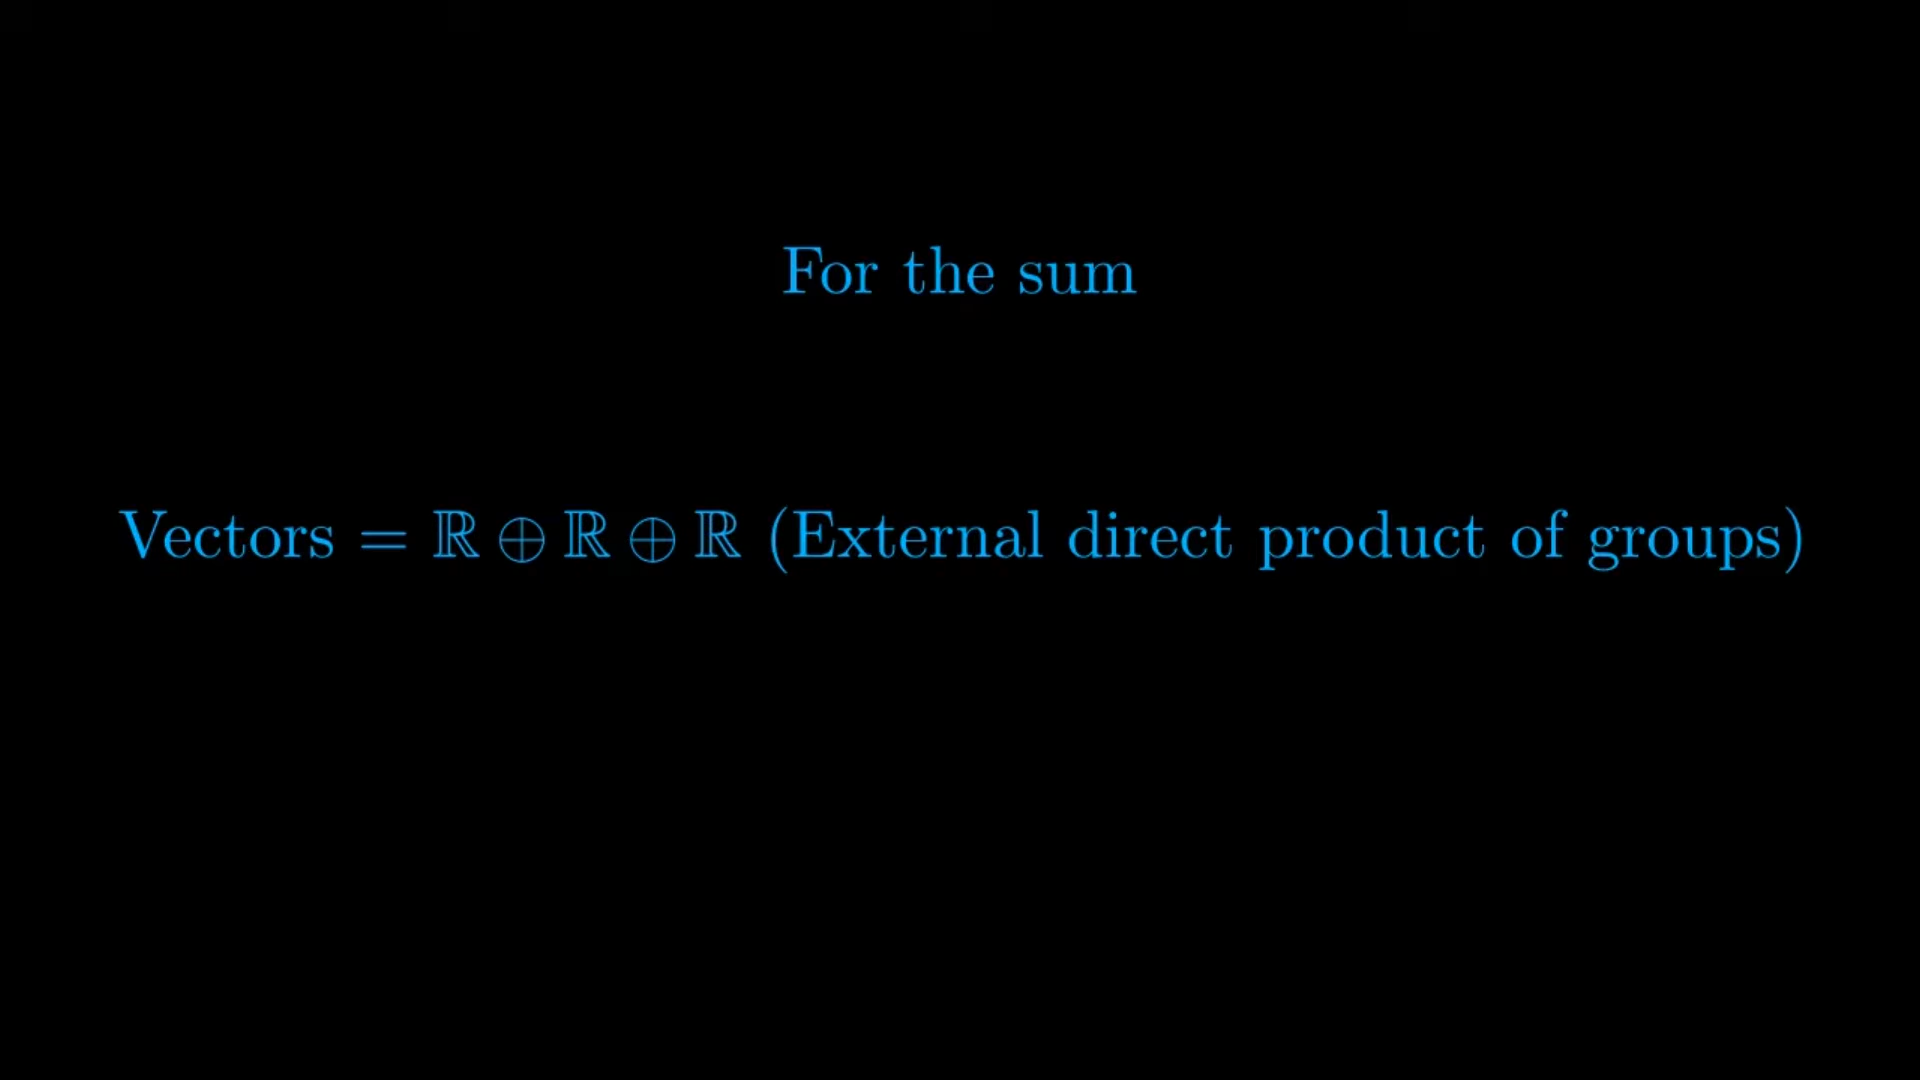 For the sum
Vectors = ℝ ⊕ ℝ ⊕ ℝ (External direct product of groups)